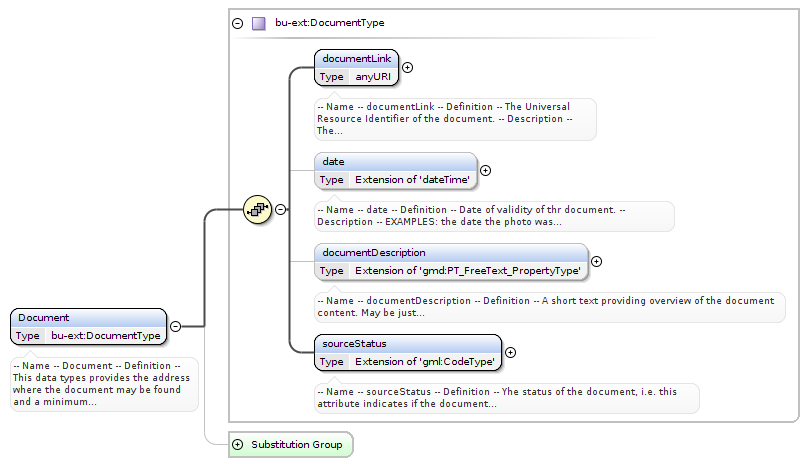 bu-ext:DocumentType
documentLink
Type anyURI
-- Name -- documentLink -- Definition -- The Universal
Resource Identifier of the document. -- Description --
The...
date
Type Extension of 'dateTime'
-- Name -- date -- Definition -- Date of validity of thr document. --
Description -- EXAMPLES: the date the photo was...
documentDescription
Type Extension of 'gmd:PT_FreeText_PropertyType'
-- Name -- documentDescription -- Definition -- A short text providing overview of the document
content. May be just...
Document
Type bu-ext:DocumentType
-- Name -- Document -- Definition --
This data types provides the address
where the document may be found
and a minimum...
sourceStatus
Type Extension of 'gml:CodeType'
-- Name -- sourceStatus -- Definition -- Yhe status of the document, i.e. this
attribute indicates if the document...
Substitution Group